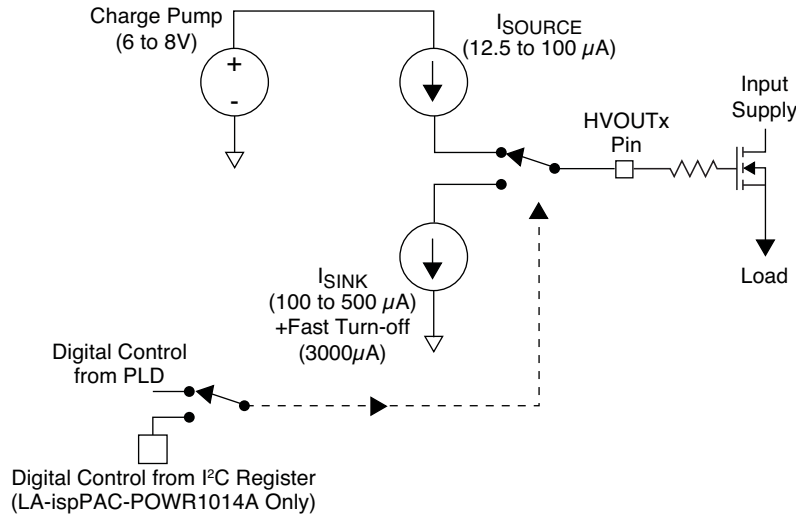 Charge Pump
(6 to 8V)
+
-
ISOURCE
(12.5 to 100 µA)
Input
Supply
HVOUTx
Pin
Load
ISINK
(100 to 500 µA)
+Fast Turn-off
(3000µA)
Digital Control
from PLD
Digital Control from I²C Register
(LA-ispPAC-POWR1014A Only)